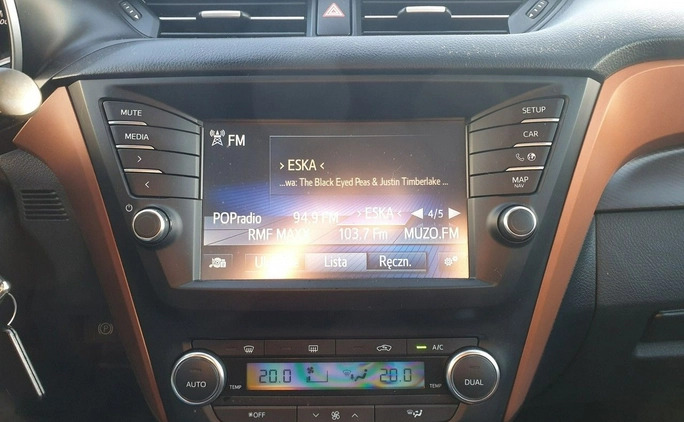 MUTE
SETUP
MEDIA
CAR
FM
› ESKA ‹
...wa: The Black Eyed Peas & Justin Timberlake ...
MAP
NAV
POPradio 94.9 FM › ESKA ‹ 4/5
RMF MAXX 103.7 Fm MUZO.FM
Lista Ręczn.
A/C
AUTO
TEMP
20.0
20.0
TEMP
DUAL
OFF